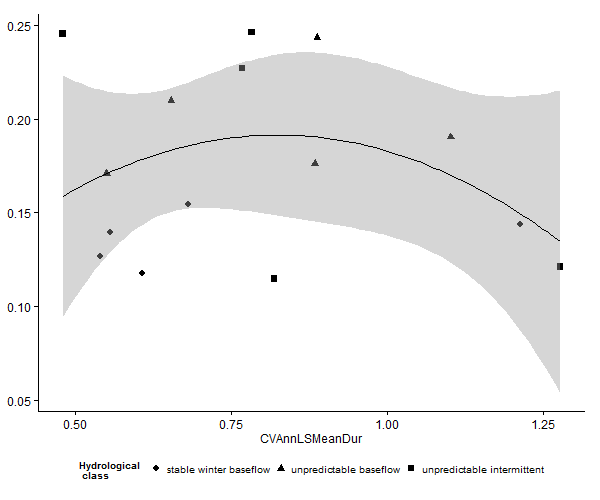 0.25
0.20
0.15
0.10
0.05
0.50 0.75 1.00 1.25
CVAnnLSMeanDur
Hydrological
class
stable winter baseflow unpredictable baseflow unpredictable intermittent